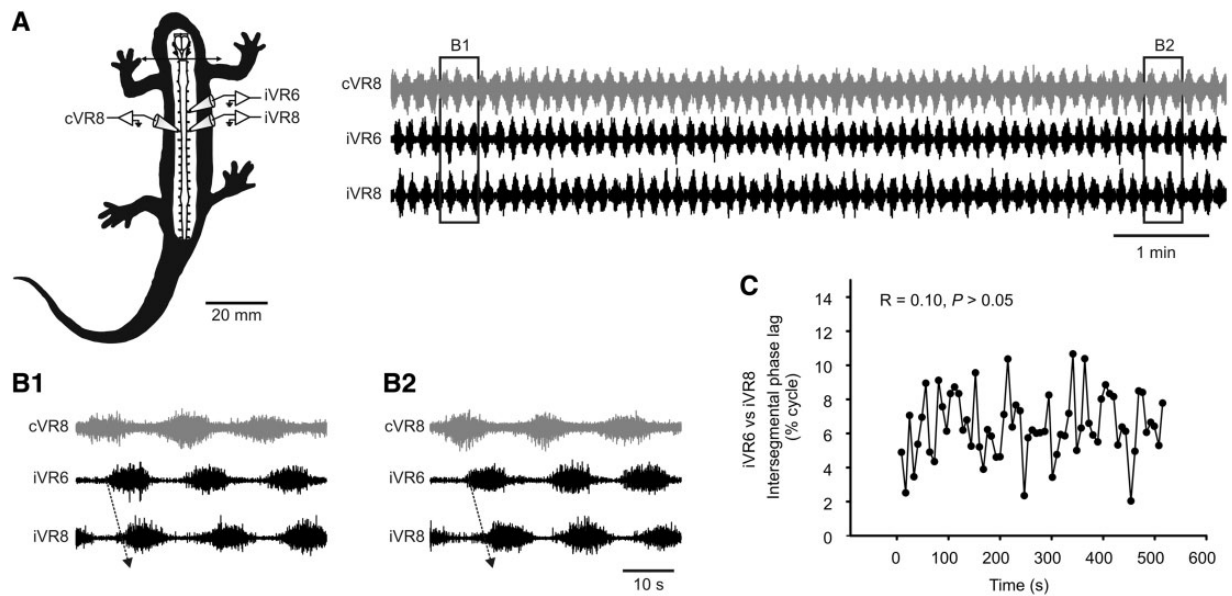 A
iVR6
cVR8
iVR8
20 mm
B1
B2
cVR8
iVR6
iVR8
1 min
B1
cVR8
iVR6
iVR8
B2
cVR8
iVR6
iVR8
10 s
C
R = 0.10, P > 0.05
iVR6 vs iVR8
Intersegmental phase lag
(% cycle)
14
12
10
8
6
4
2
0
0 100 200 300 400 500 600
Time (s)